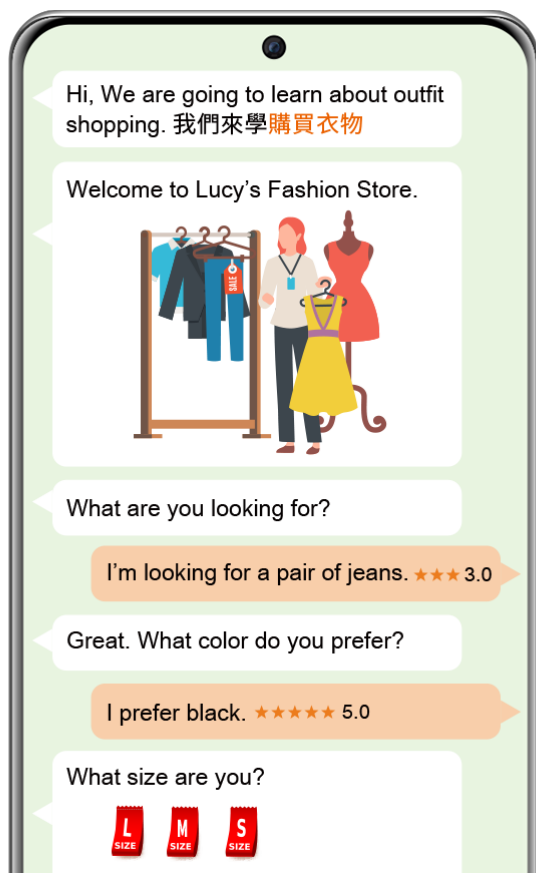 Hi, We are going to learn about outfit
shopping. 我們來學購買衣物
Welcome to Lucy's Fashion Store.
SALE
What are you looking for?
I'm looking for a pair of jeans. ★★★ 3.0
Great. What color do you prefer?
I prefer black. ★★★★★ 5.0
What size are you?
L M S
SIZE SIZE SIZE